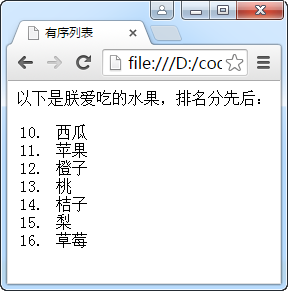 有序列表
file:///D:/coc
以下是朕爱吃的水果，排名分先后：
10. 西瓜
11. 苹果
12. 橙子
13. 桃
14. 桔子
15. 梨
16. 草莓